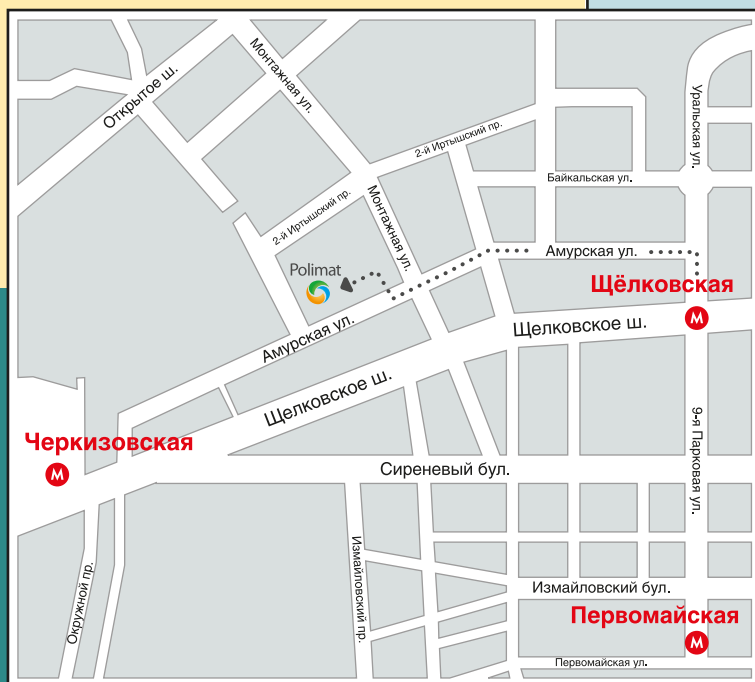 Открытое ш.
Монтажная ул.
Уральская ул.
2-й Иртышский пр.
Байкальская ул.
2-й Иртышский пр.
Монтажная ул.
Амурская ул.
Polimat
Щёлковская
М
Амурская ул.
Щелковское ш.
Щелковское ш.
Черкизовская
М
Сиреневый бул.
9-я Парковая ул.
Окружной пр.
Измайловский пр.
Измайловский бул.
Первомайская
М
Первомайская ул.